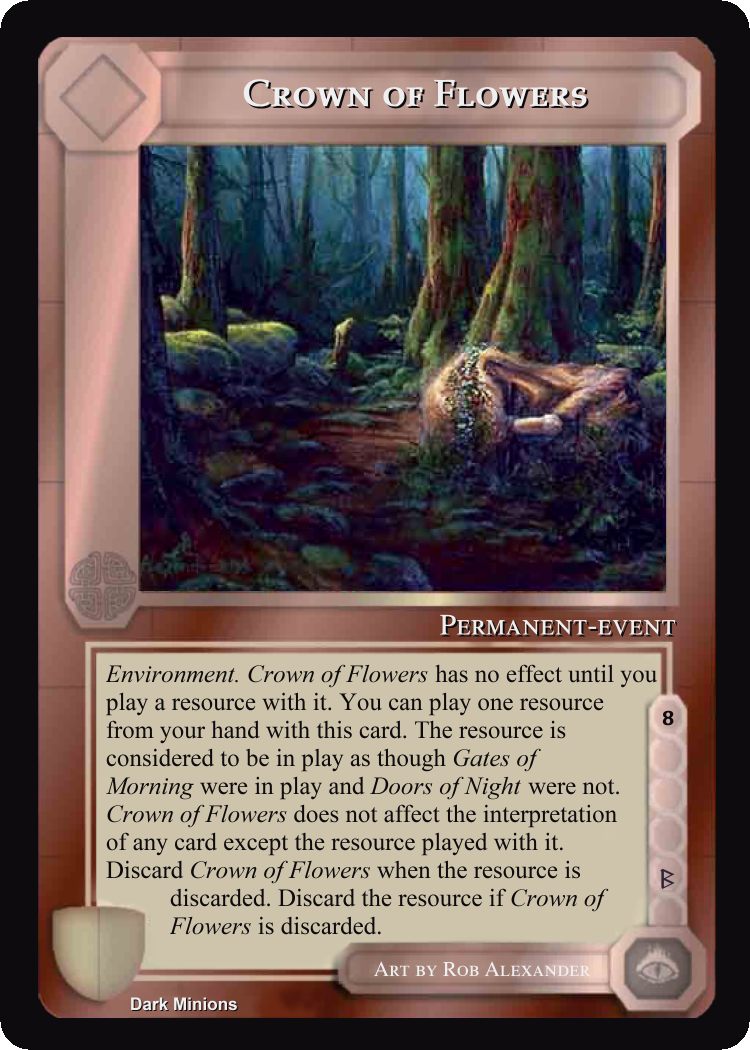 Crown of Flowers
Permanent-event
Environment. Crown of Flowers has no effect until you
play a resource with it. You can play one resource
from your hand with this card. The resource is
considered to be in play as though Gates of
Morning were in play and Doors of Night were not.
Crown of Flowers does not affect the interpretation
of any card except the resource played with it.
Discard Crown of Flowers when the resource is
discarded. Discard the resource if Crown of
Flowers is discarded.
8
Art by Rob Alexander
Dark Minions